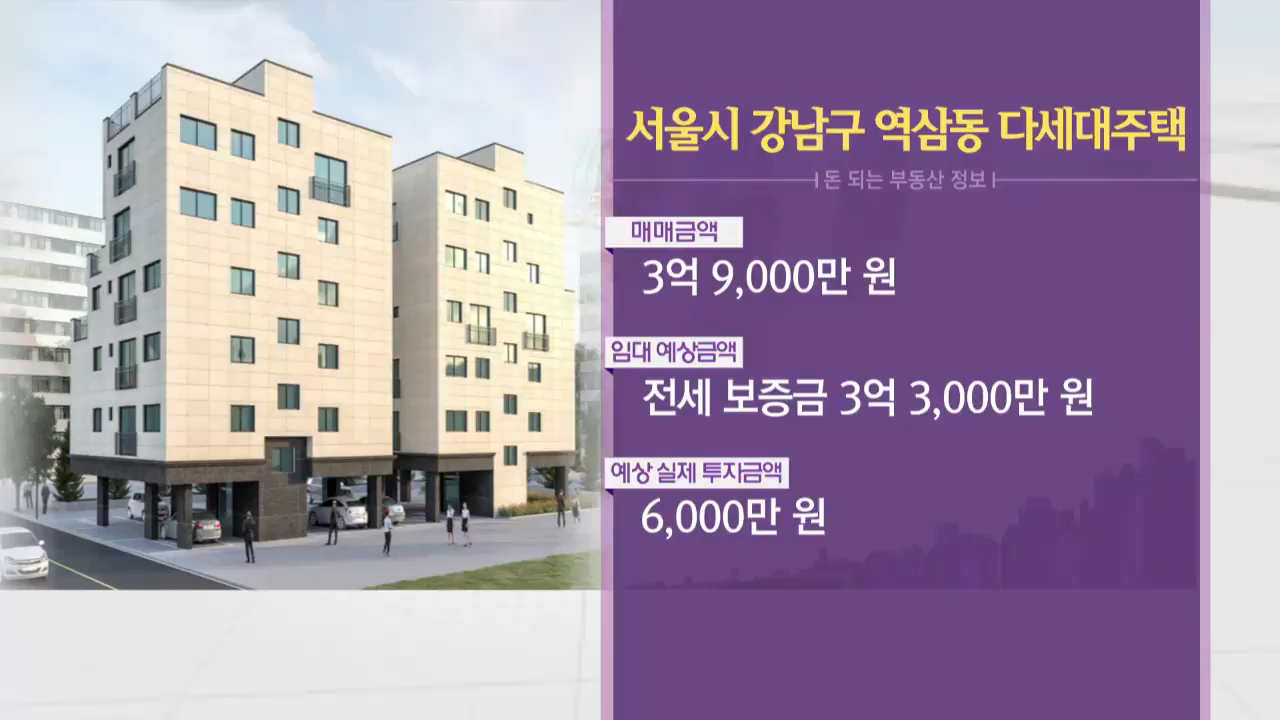 서울시 강남구 역삼동 다세대주택
돈 되는 부동산 정보
매매금액
3억 9,000만 원
임대 예상금액
전세 보증금 3억 3,000만 원
예상 실제 투자금액
6,000만 원